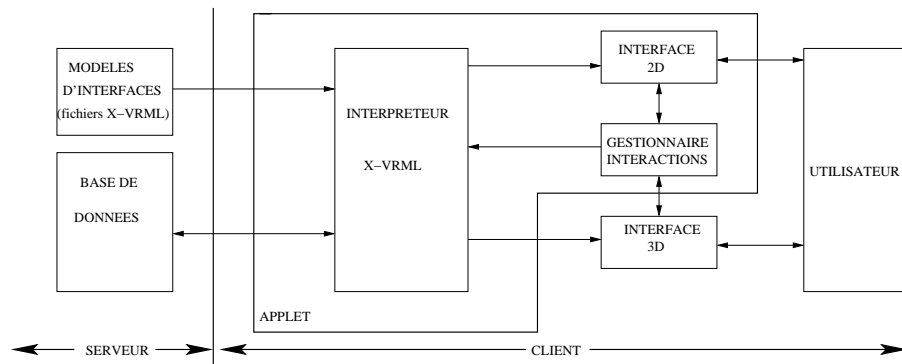 MODELES
D'INTERFACES
(fichiers X−VRML)
BASE DE
DONNEES
INTERPRETEUR
X−VRML
INTERFACE
2D
GESTIONNAIRE
INTERACTIONS
INTERFACE
3D
UTILISATEUR
APPLET
SERVEUR
CLIENT